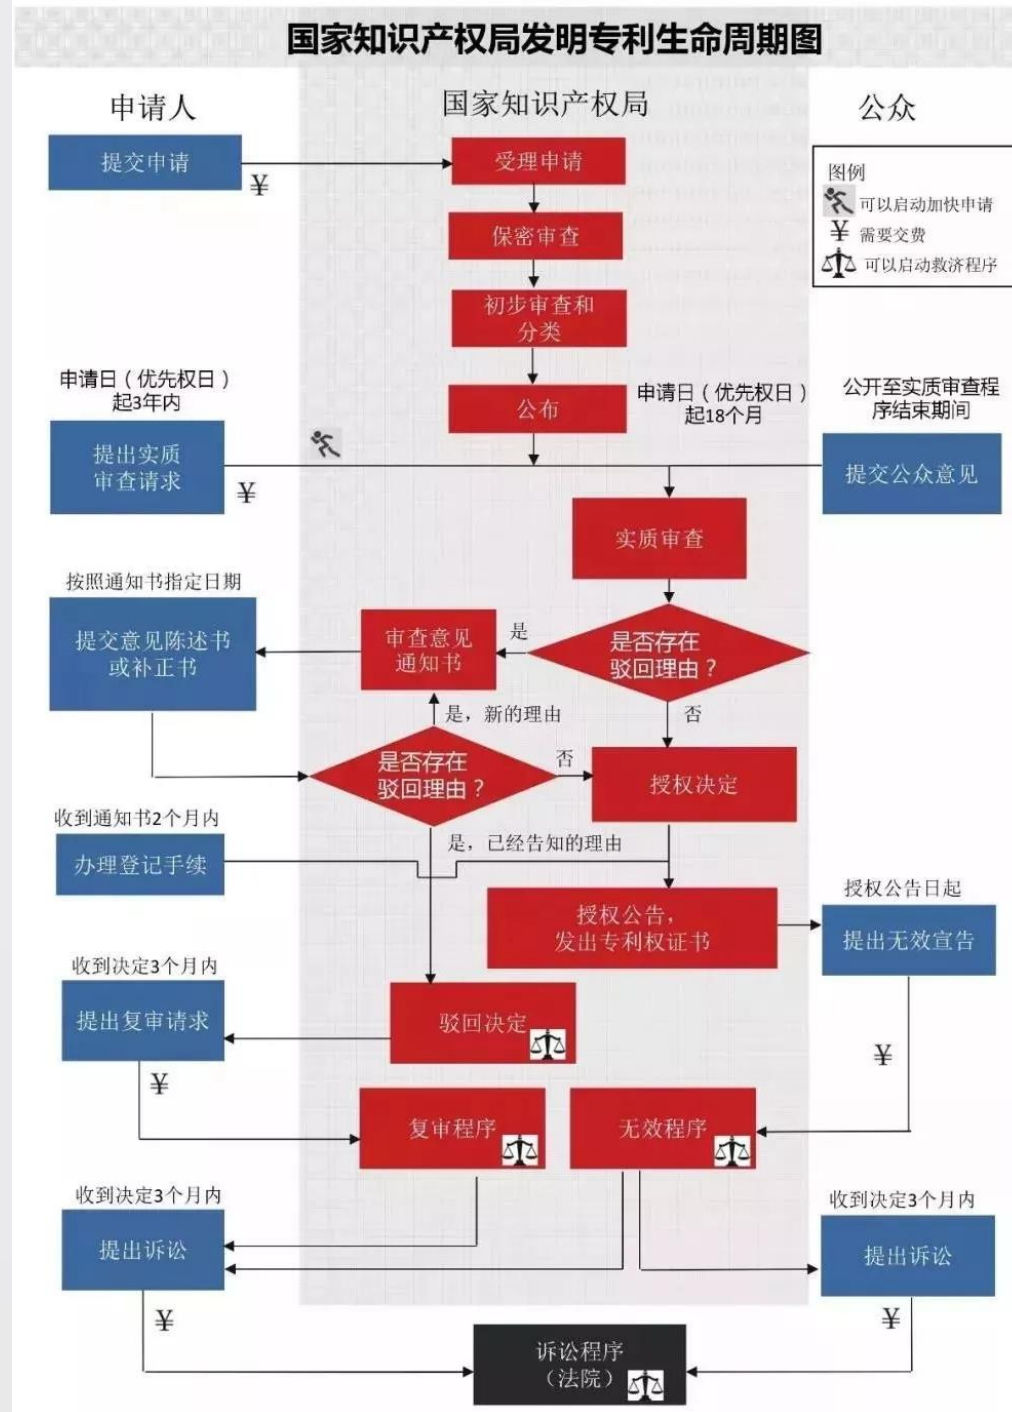 国家知识产权局发明专利生命周期图
申请人
国家知识产权局
公众
提交申请
¥
受理申请
图例
可以启动加快申请
¥ 需要交费
可以启动救济程序
保密审查
初步审查和
分类
申请日（优先权日）
起3年内
公布
申请日（优先权日）
起18个月
公开至实质审查程
序结束期间
提出实质
审查请求
¥
提交公众意见
实质审查
按照通知书指定日期
提交意见陈述书
或补正书
审查意见
通知书
是
是否存在
驳回理由？
是，新的理由
否
是否存在
驳回理由？
否
授权决定
收到通知书2个月内
办理登记手续
是，已经告知的理由
授权公告，
发出专利权证书
授权公告日起
提出无效宣告
收到决定3个月内
提出复审请求
驳回决定
¥
¥
复审程序
无效程序
收到决定3个月内
提出诉讼
收到决定3个月内
提出诉讼
¥
¥
诉讼程序
（法院）